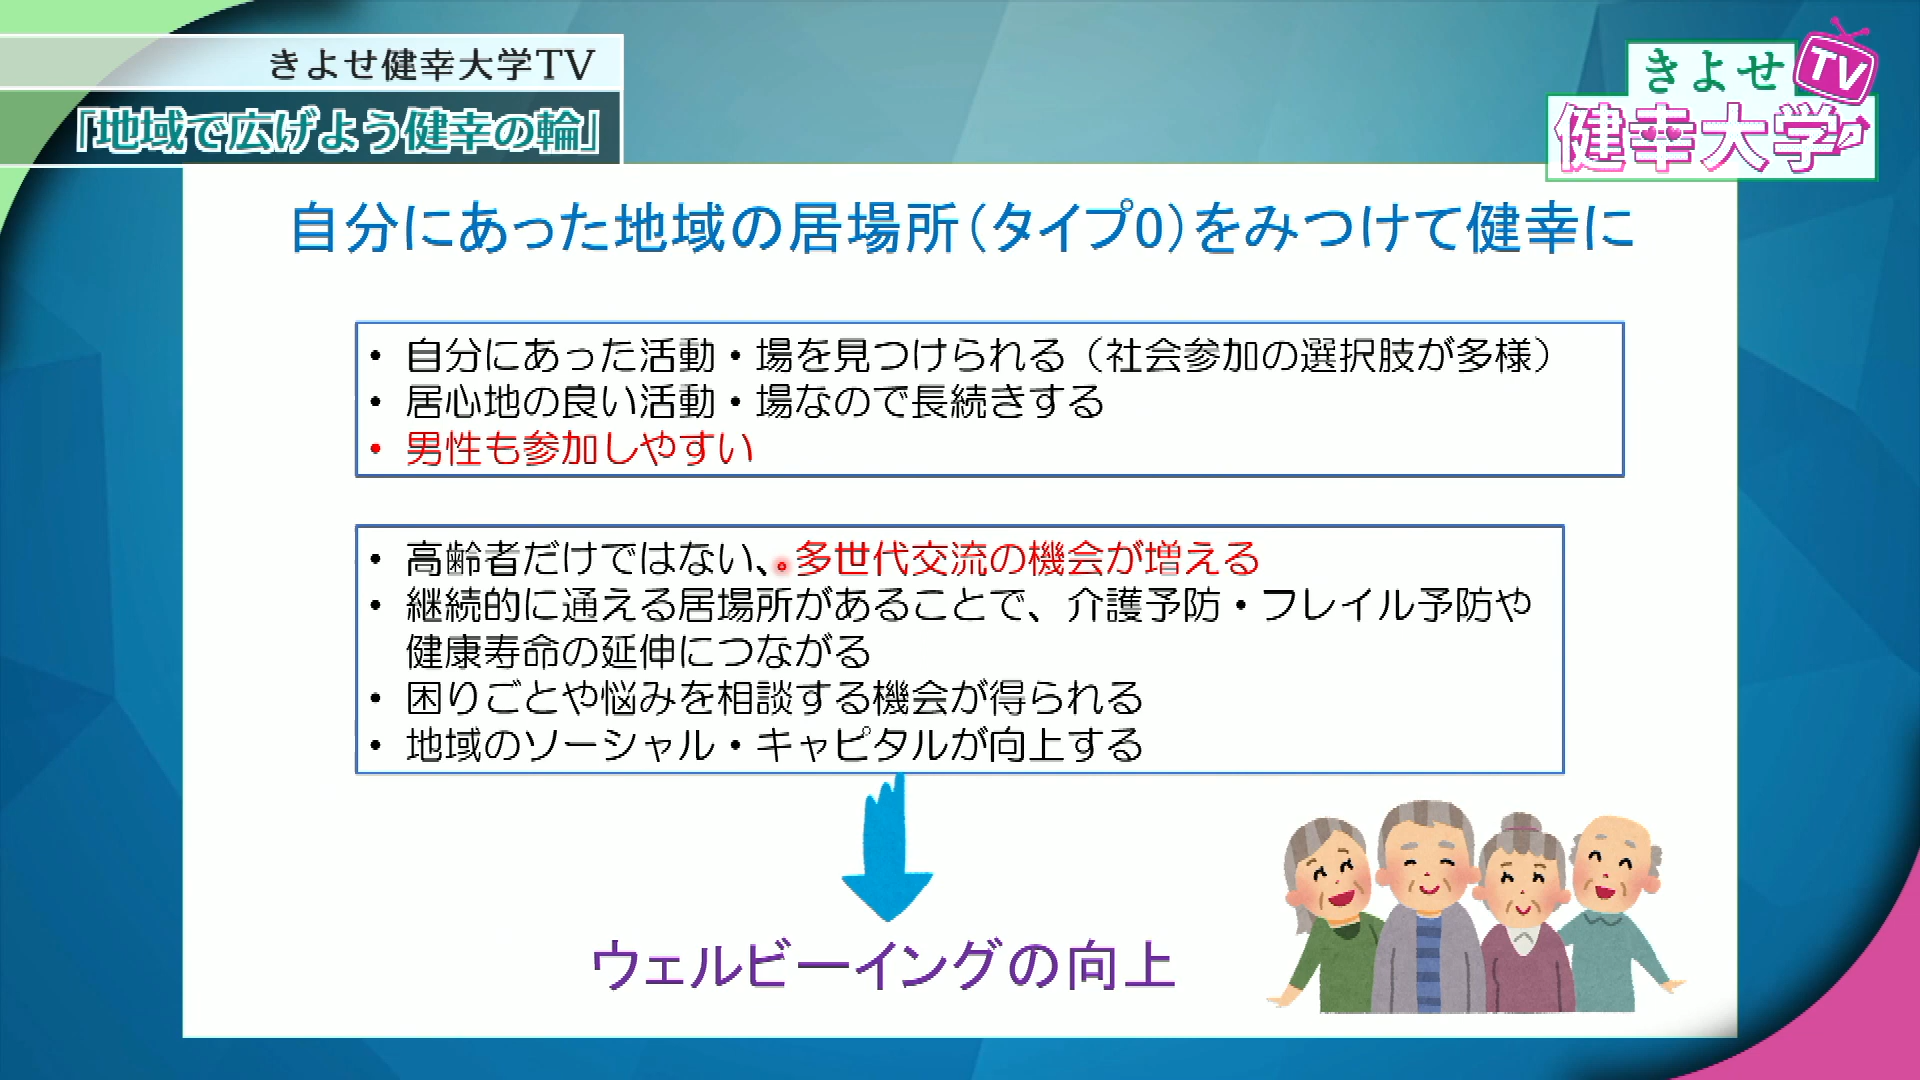 きよせ健幸大学TV
「地域で広げよう健幸の輪」
きよせ
TV
健幸大学
自分にあった地域の居場所(タイプ0)をみつけて健幸に
• 自分にあった活動・場を見つけられる(社会参加の選択肢が多様)
• 居心地の良い活動・場なので長続きする
• 男性も参加しやすい
• 高齢者だけではない、多世代交流の機会が増える
• 継続的に通える居場所があることで、介護予防・フレイル予防や
健康寿命の延伸につながる
• 困りごとや悩みを相談する機会が得られる
• 地域のソーシャル・キャピタルが向上する
ウェルビーイングの向上